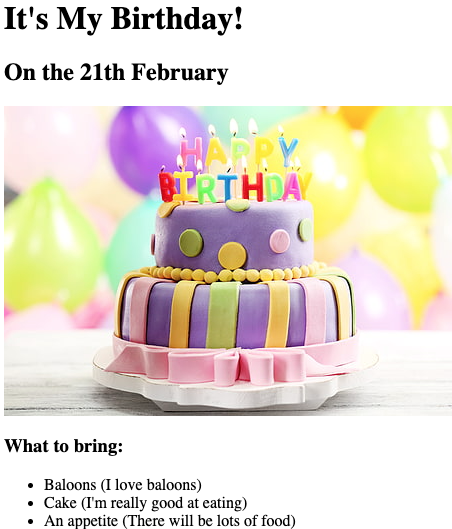 It's My Birthday!
On the 21th February
HAPPY
BIRTHDAY
What to bring:
Baloons (I love baloons)
Cake (I'm really good at eating)
An appetite (There will be lots of food)